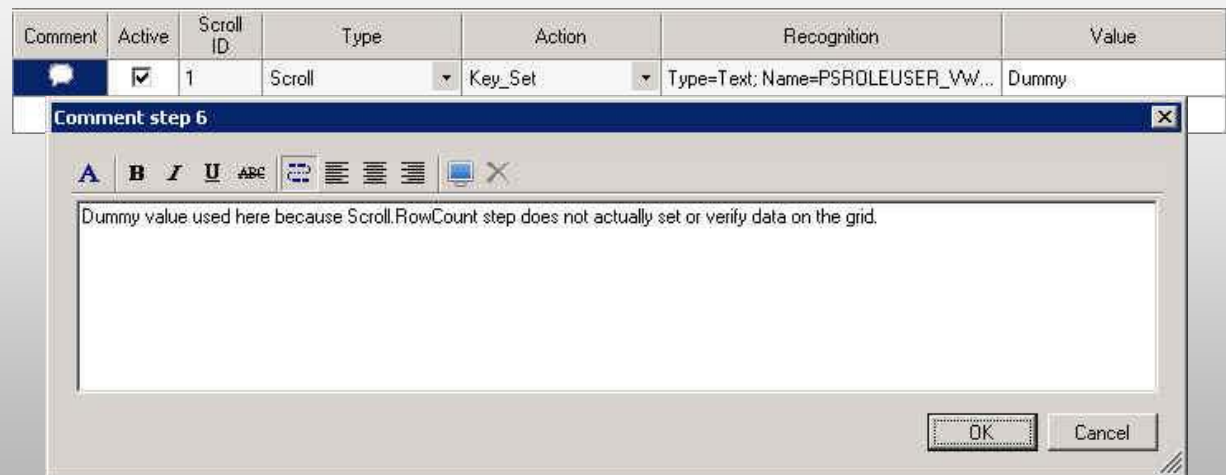 Comment Active Scroll ID Type Action Recognition Value
1 Scroll Key_Set Type=Text; Name=PSROLEUSER_VW... Dummy
Comment step 6
A B I U ABC
Dummy value used here because Scroll.RowCount step does not actually set or verify data on the grid.
OK Cancel